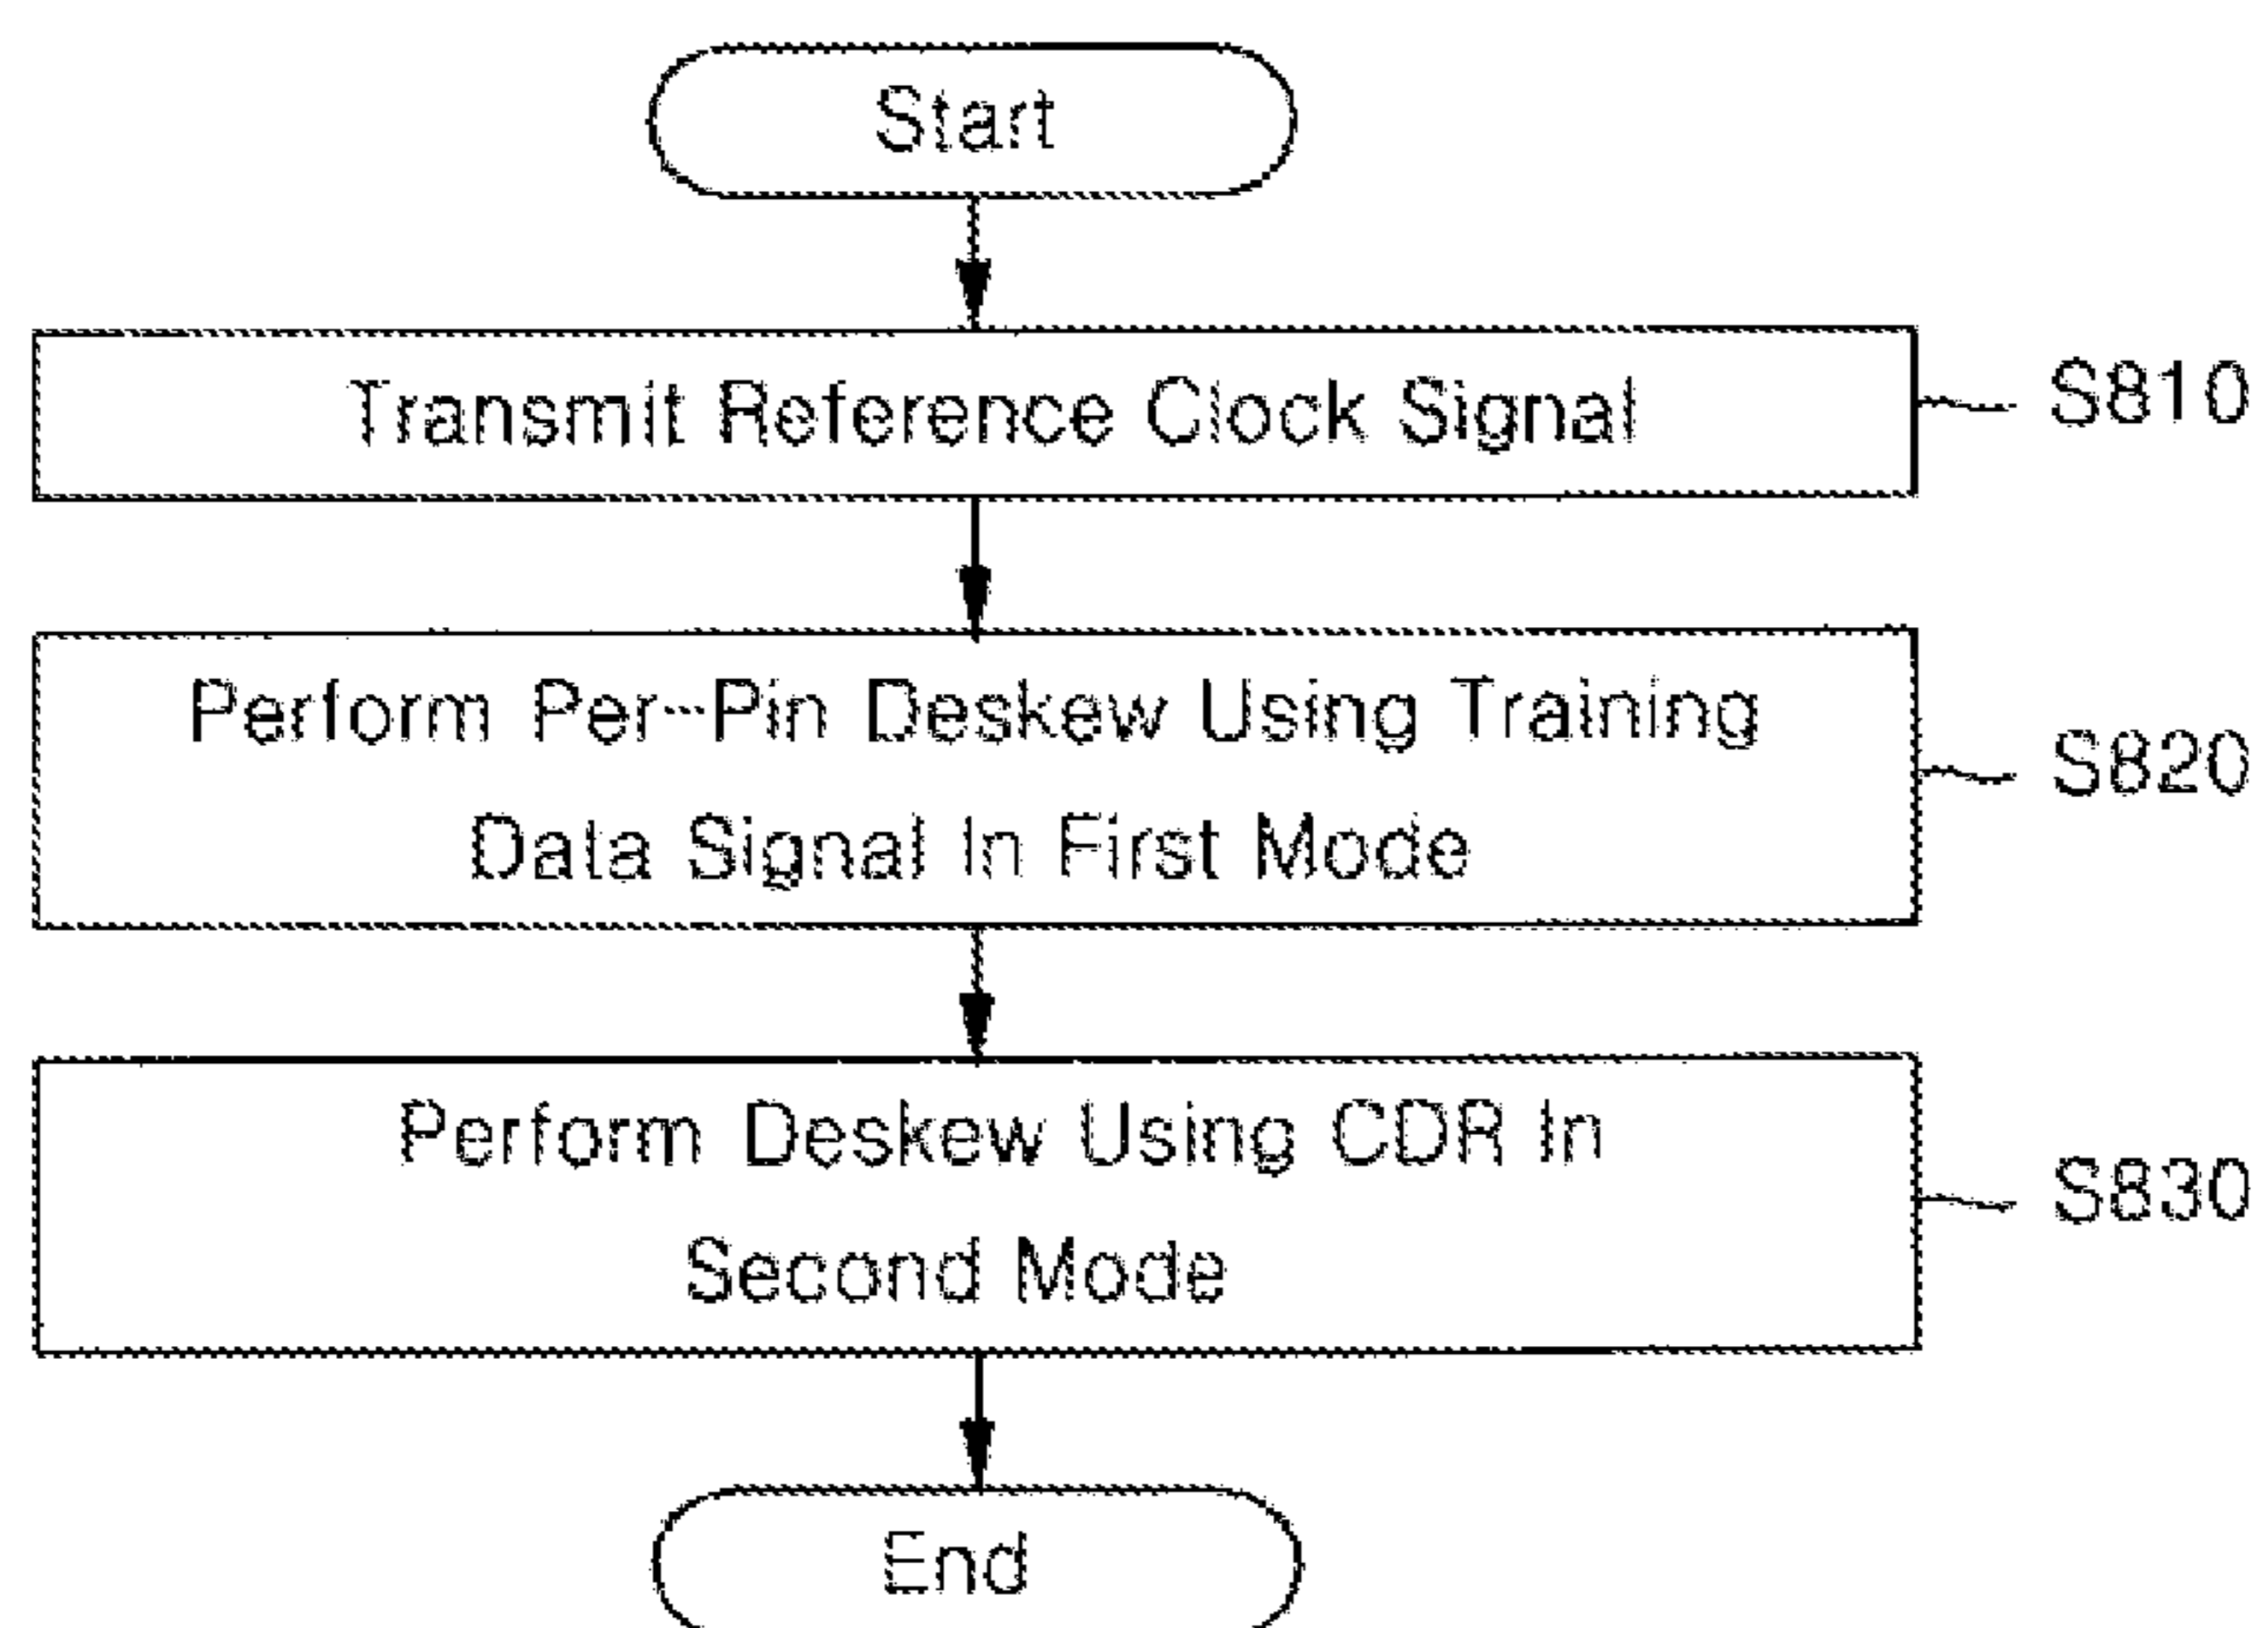 Start
Transmit Reference Clock Signal
S810
Perform Per-Pin Deskew Using Training
Data Signal In First Mode
S820
Perform Deskew Using CDR In
Second Mode
S830
End